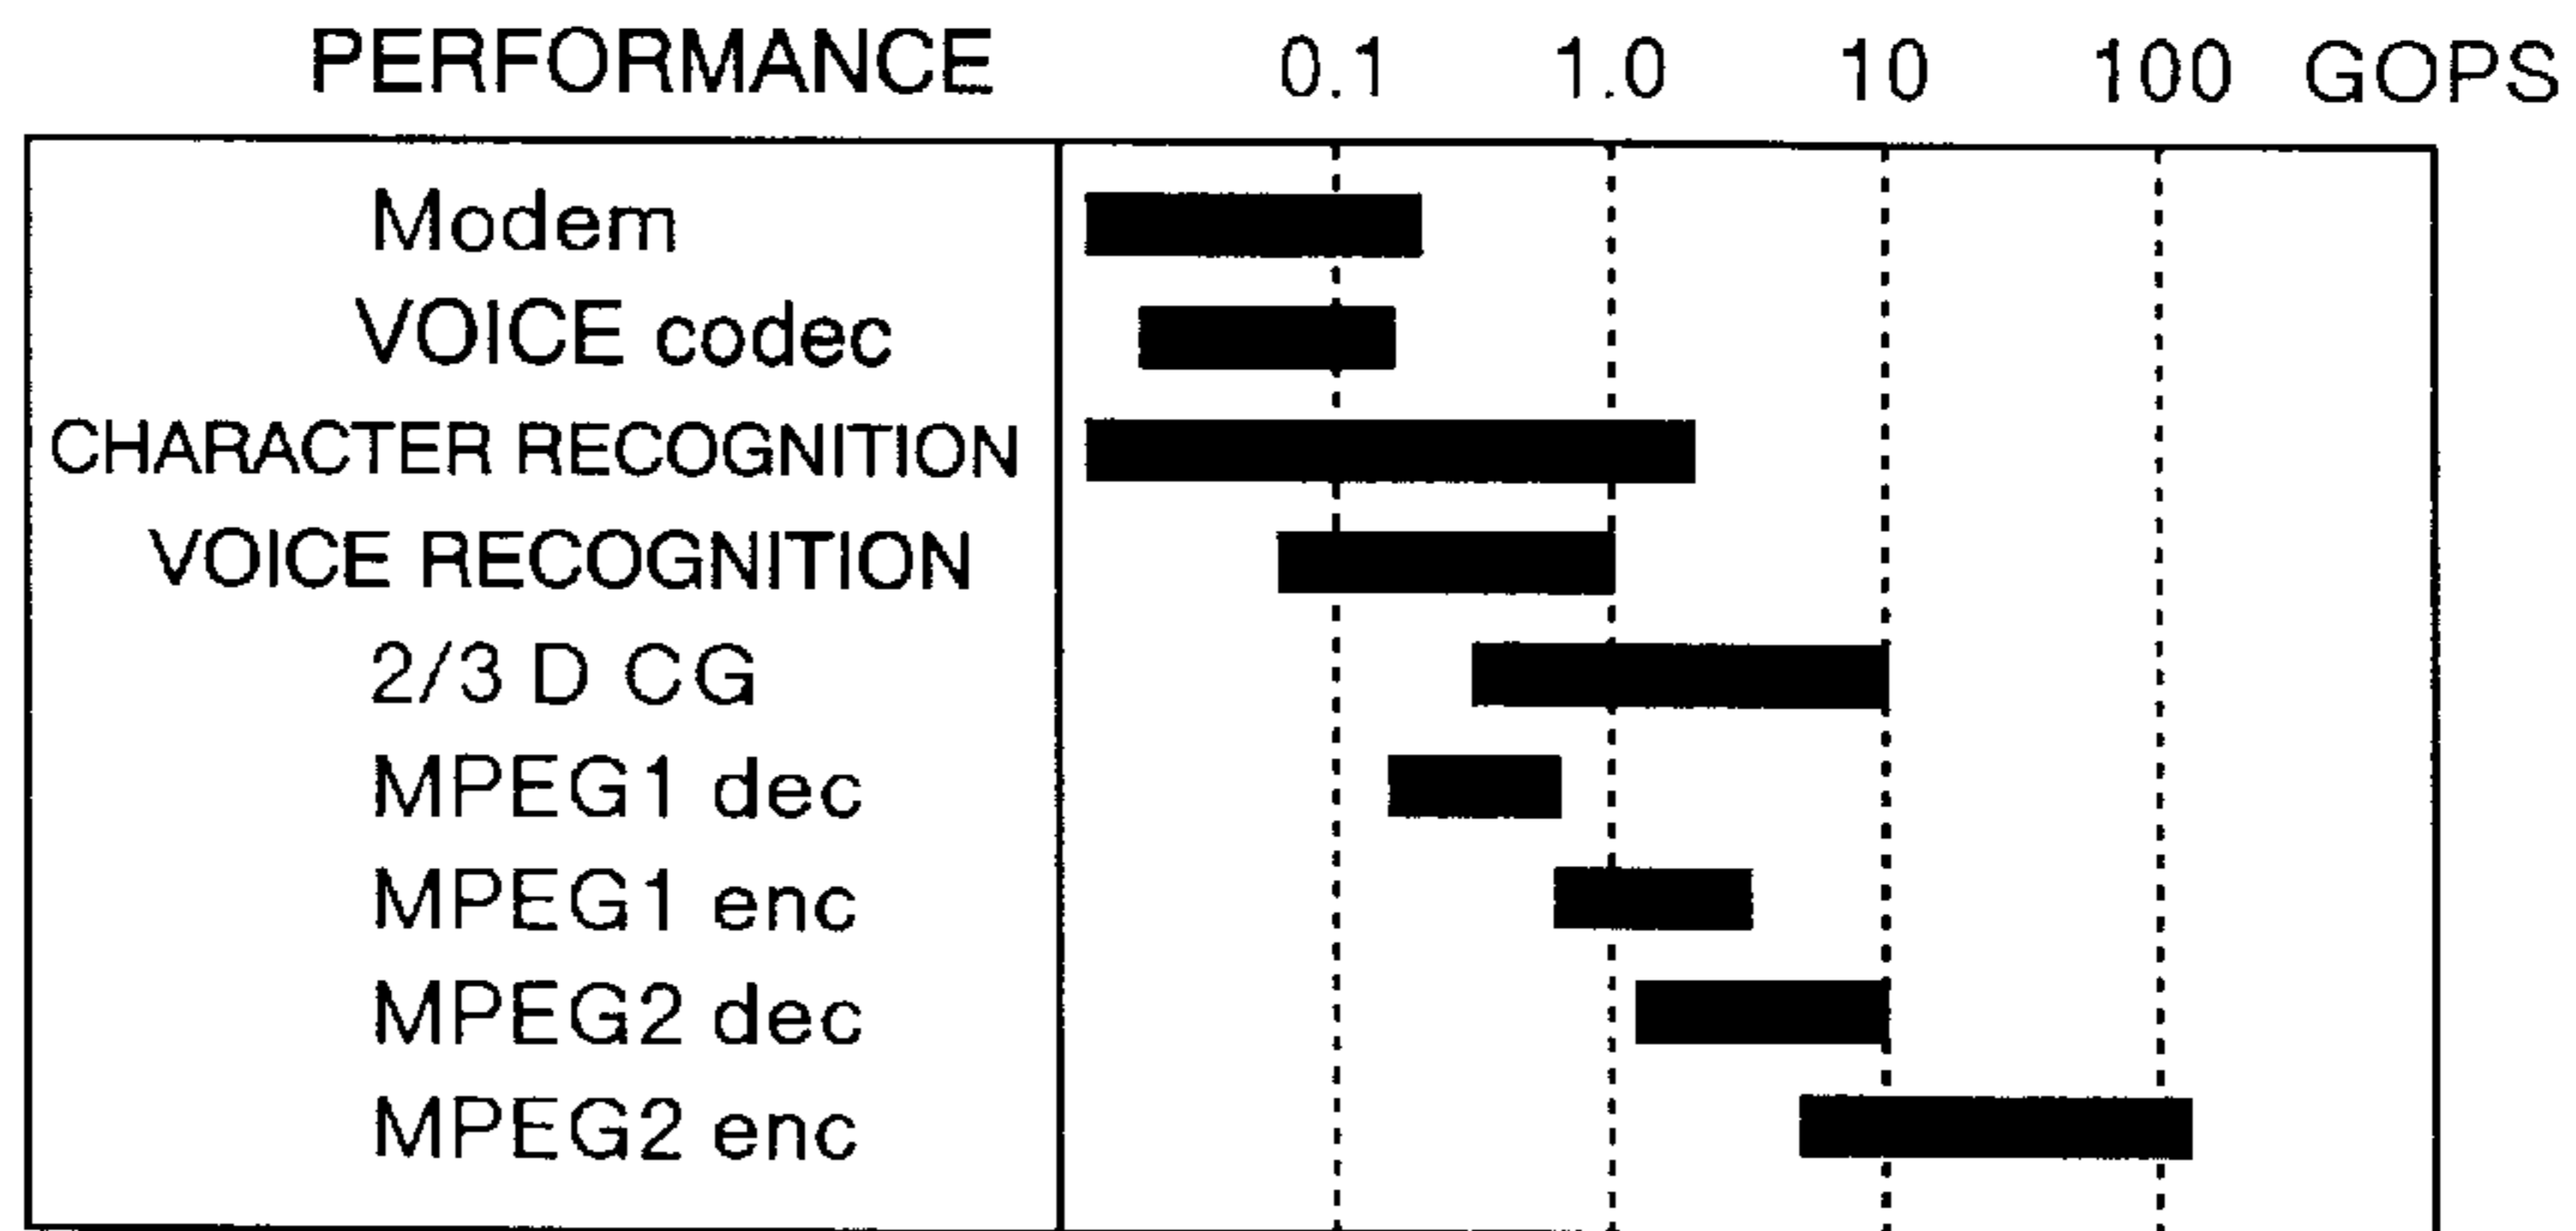 PERFORMANCE 0.1 1.0 10 100 GOPS
Modem
VOICE codec
CHARACTER RECOGNITION
VOICE RECOGNITION
2/3 D CG
MPEG1 dec
MPEG1 enc
MPEG2 dec
MPEG2 enc